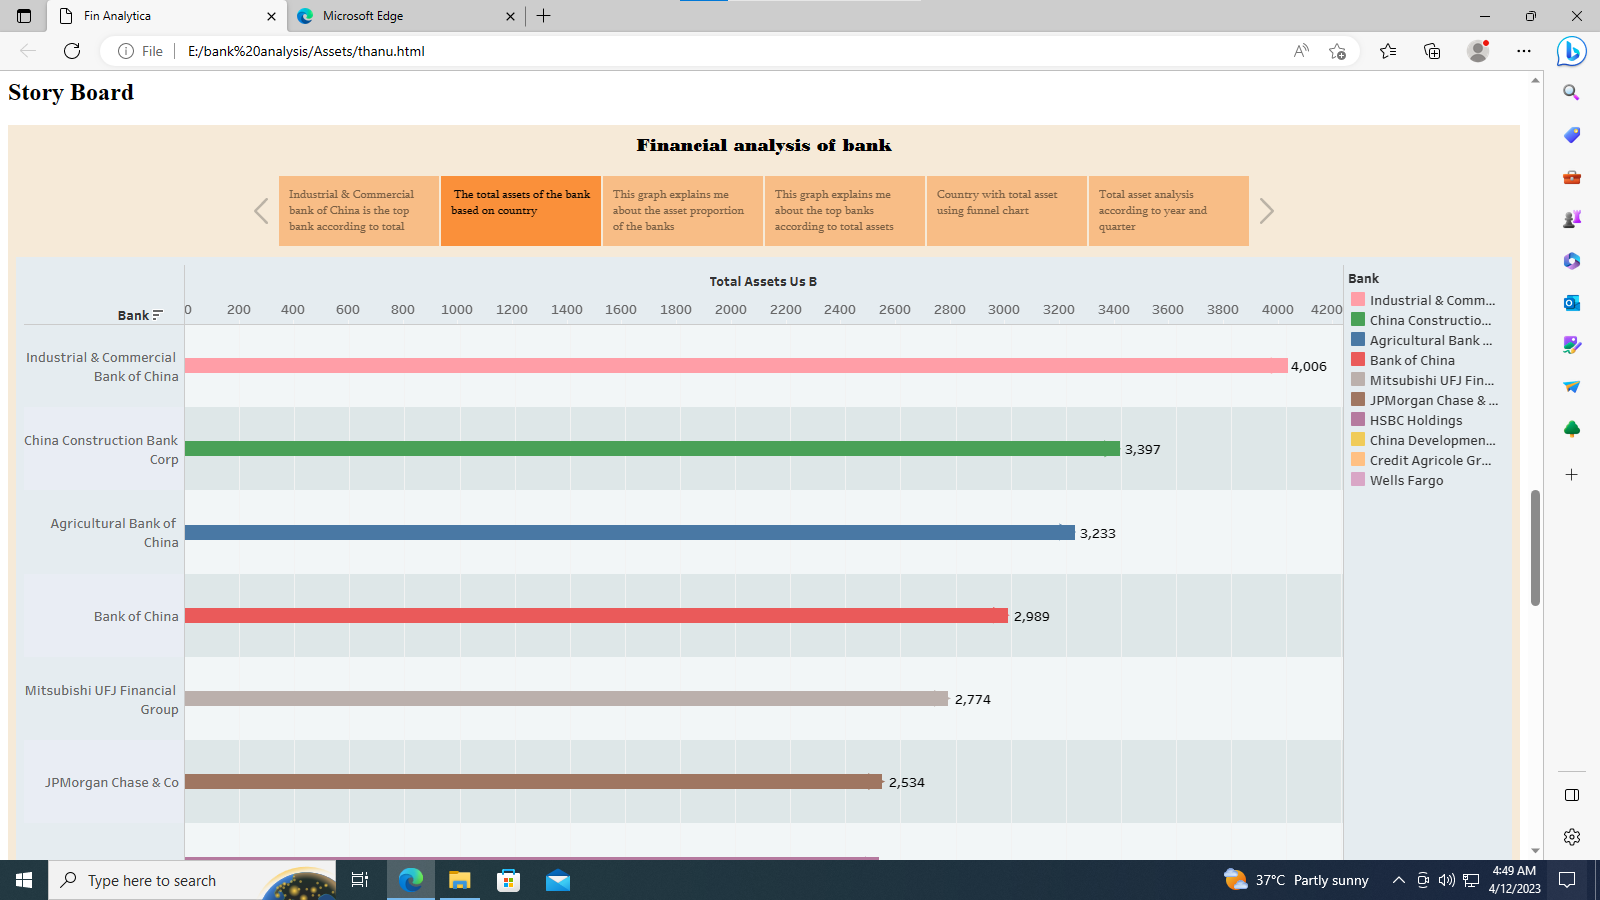 Fin Analytica
Microsoft Edge
File
E:/bank%20analysis/Assets/thanu.html
Story Board
Financial analysis of bank
Industrial & Commercial
bank of China is the top
bank according to total
The total assets of the bank
based on country
This graph explains me
about the asset proportion
of the banks
This graph explains me
about the top banks
according to total assets
Country with total asset
using funnel chart
Total asset analysis
according to year and
quarter
Total Assets Us B
Bank
0 200 400 600 800 1000 1200 1400 1600 1800 2000 2200 2400 2600 2800 3000 3200 3400 3600 3800 4000 4200
Industrial & Commercial
Bank of China
4,006
China Construction Bank
Corp
3,397
Agricultural Bank of
China
3,233
Bank of China
2,989
Mitsubishi UFJ Financial
Group
2,774
JPMorgan Chase & Co
2,534
Bank
Industrial & Comm...
China Constructio...
Agricultural Bank ...
Bank of China
Mitsubishi UFJ Fin...
JPMorgan Chase & ...
HSBC Holdings
China Developmen...
Credit Agricole Gr...
Wells Fargo
Type here to search
37°C Partly sunny
4:49 AM
4/12/2023